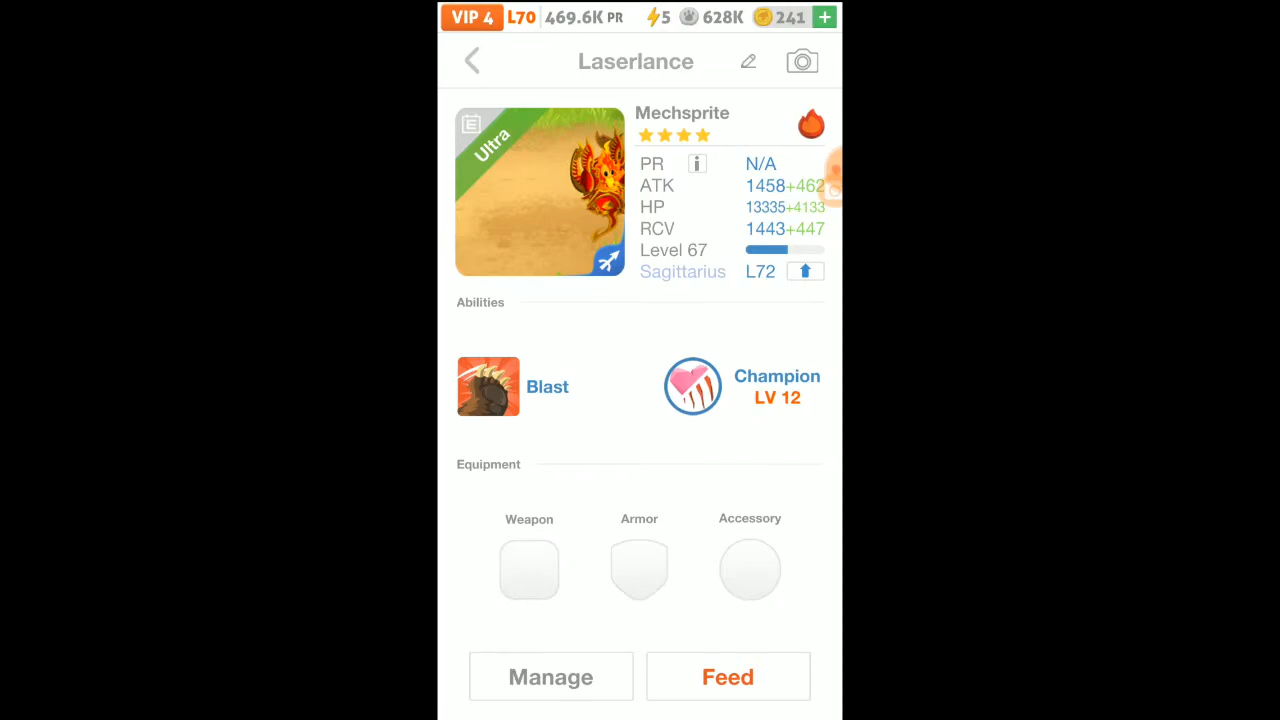 VIP 4 L70 469.6K PR 5 628K 241 +
Laserlance
Ultra
E
Mechsprite
PR i N/A
ATK 1458+462
HP 13335+4133
RCV 1443+447
Level 67
Sagittarius L72
Abilities
Blast
Champion
LV 12
Equipment
Weapon Armor Accessory
Manage Feed